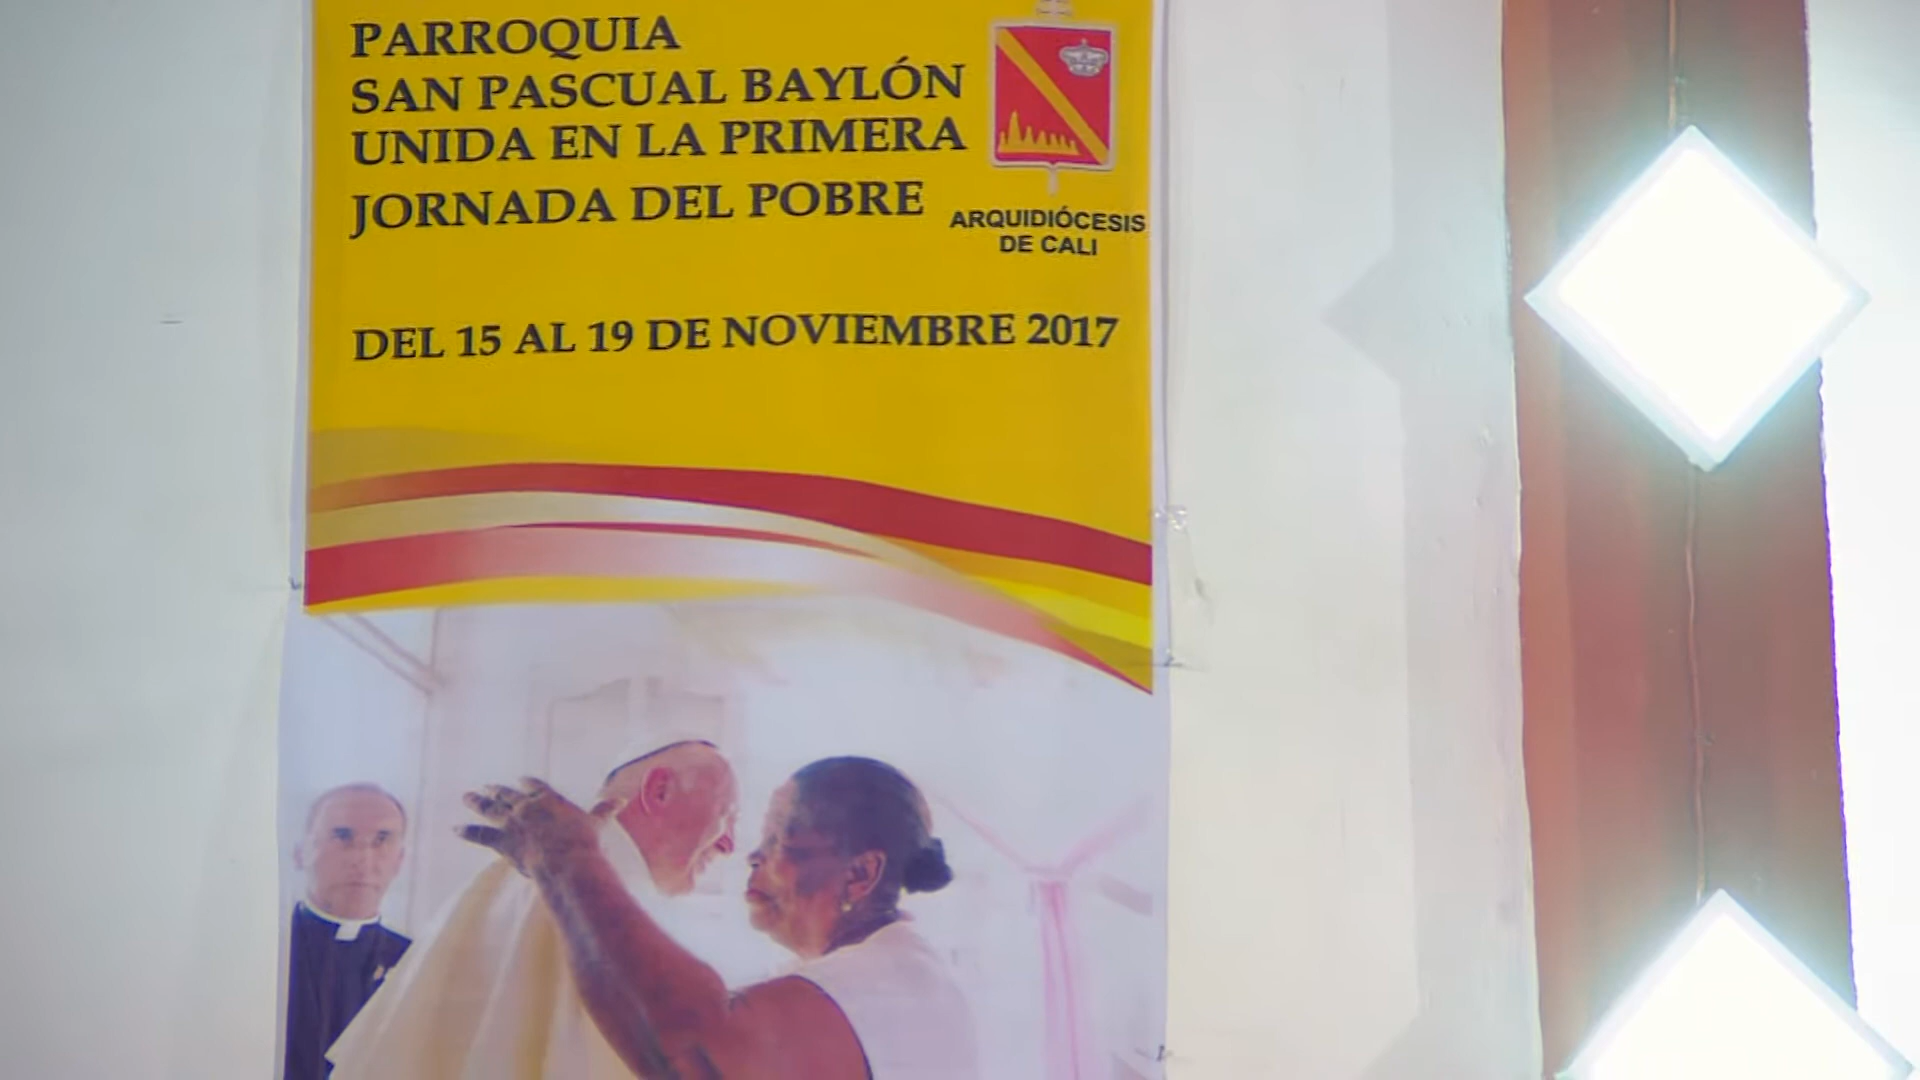 PARROQUIA
SAN PASCUAL BAYLÓN
UNIDA EN LA PRIMERA
JORNADA DEL POBRE
ARQUIDIÓCESIS
DE CALI
DEL 15 AL 19 DE NOVIEMBRE 2017